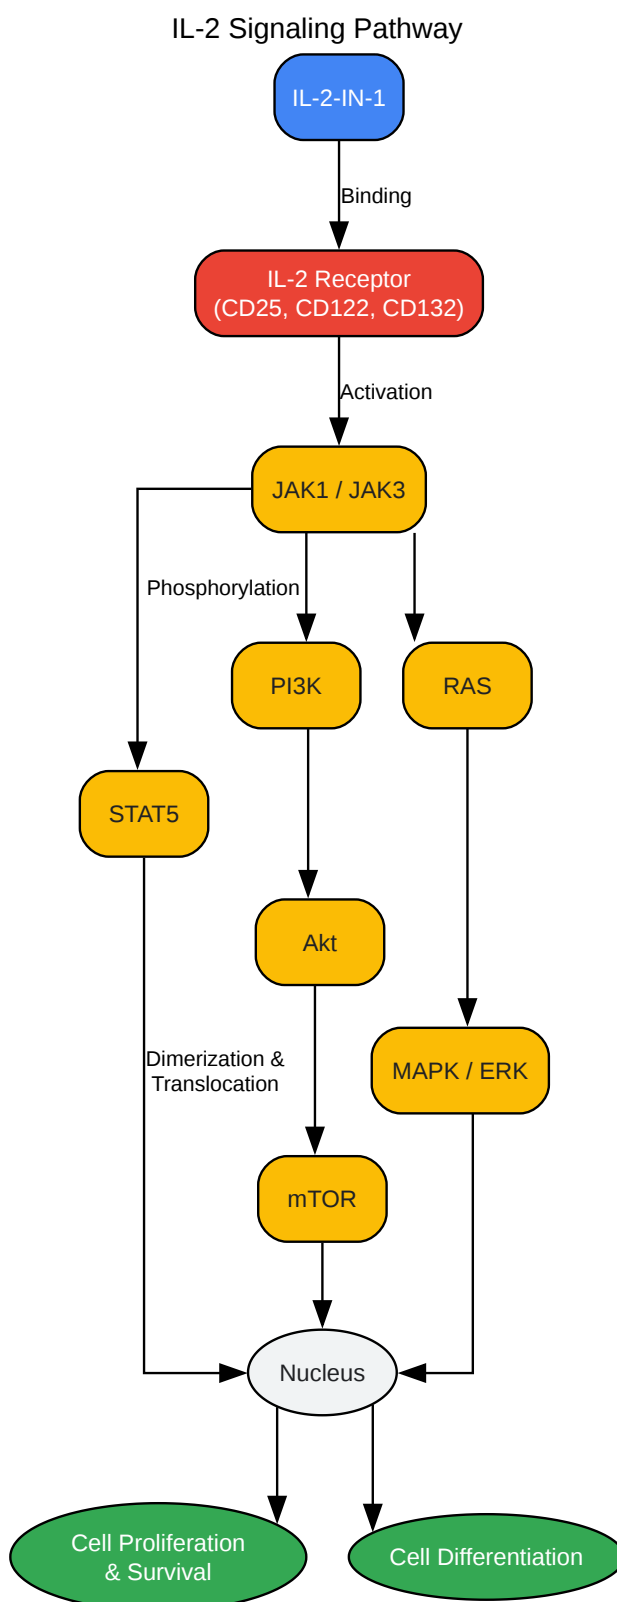 IL-2 Signaling Pathway
IL-2-IN-1
Binding
IL-2 Receptor
(CD25, CD122, CD132)
Activation
JAK1 / JAK3
Phosphorylation
PI3K
RAS
STAT5
Akt
Dimerization &
Translocation
MAPK / ERK
mTOR
Nucleus
Cell Proliferation
& Survival
Cell Differentiation